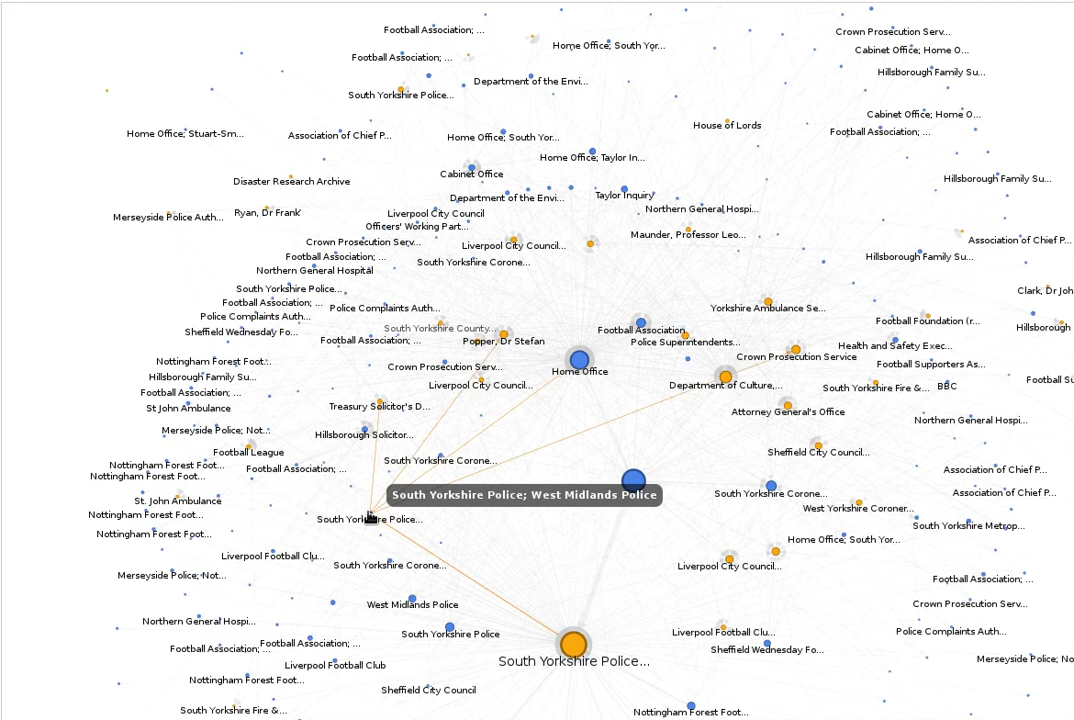 Football Association; ...
Crown Prosecution Serv...
Home Office; South Yor...
Cabinet Office; Home O...
Football Association; ...
Hillsborough Family Su...
Department of the Envi...
South Yorkshire Police...
Cabinet Office; Home O...
House of Lords
Football Association; ...
Home Office; Stuart-Sm...
Association of Chief P...
Home Office; South Yor...
Home Office; Taylor In...
Cabinet Office
Hillsborough Family Su...
Disaster Research Archive
Department of the Envi...
Taylor Inquiry
Northern General Hospi...
Merseyside Police Auth...
Ryan, Dr Frank
Liverpool City Council
Officers' Working Part...
Maunder, Professor Leo...
Crown Prosecution Serv...
Liverpool City Council...
Association of Chief P...
Football Association; ...
South Yorkshire Corone...
Hillsborough Family Su...
Northern General Hospital
South Yorkshire Police...
Clark, Dr Joh
Football Association; ...
Police Complaints Auth...
Yorkshire Ambulance Se...
Police Complaints Auth...
Football Foundation (r...
Sheffield Wednesday Fo...
South Yorkshire County...
Football Association
Hillsborough
Football Association; ...
Popper, Dr Stefan
Police Superintendents...
Health and Safety Exec...
Nottingham Forest Foot...
Crown Prosecution Service
Crown Prosecution Serv...
Home Office
Football Supporters As...
Hillsborough Family Su...
Liverpool City Council...
Department of Culture,...
South Yorkshire Fire &...
BBC
Football Su
Football Association; ...
Treasury Solicitor's D...
St John Ambulance
Attorney General's Office
Northern General Hospi...
Merseyside Police; Not...
Hillsborough Solicitor...
Football League
Sheffield City Council...
Nottingham Forest Foot...
Football Association; ...
South Yorkshire Corone...
Association of Chief P...
Nottingham Forest Foot...
South Yorkshire Police; West Midlands Police
South Yorkshire Corone...
Association of Chief P...
St. John Ambulance
West Yorkshire Coroner...
Nottingham Forest Foot...
South Yorkshire Police...
South Yorkshire Metrop...
Nottingham Forest Foot...
Home Office; South Yor...
Liverpool Football Clu...
South Yorkshire Corone...
Liverpool City Council...
Merseyside Police; Not...
Football Association; ...
West Midlands Police
Crown Prosecution Serv...
Northern General Hospi...
South Yorkshire Police
Liverpool Football Clu...
Police Complaints Auth...
Football Association; ...
Football Association; ...
Sheffield Wednesday Fo...
Liverpool Football Club
South Yorkshire Police...
Merseyside Police; No
Nottingham Forest Foot...
Sheffield City Council
South Yorkshire Fire &...
Nottingham Forest Foot...